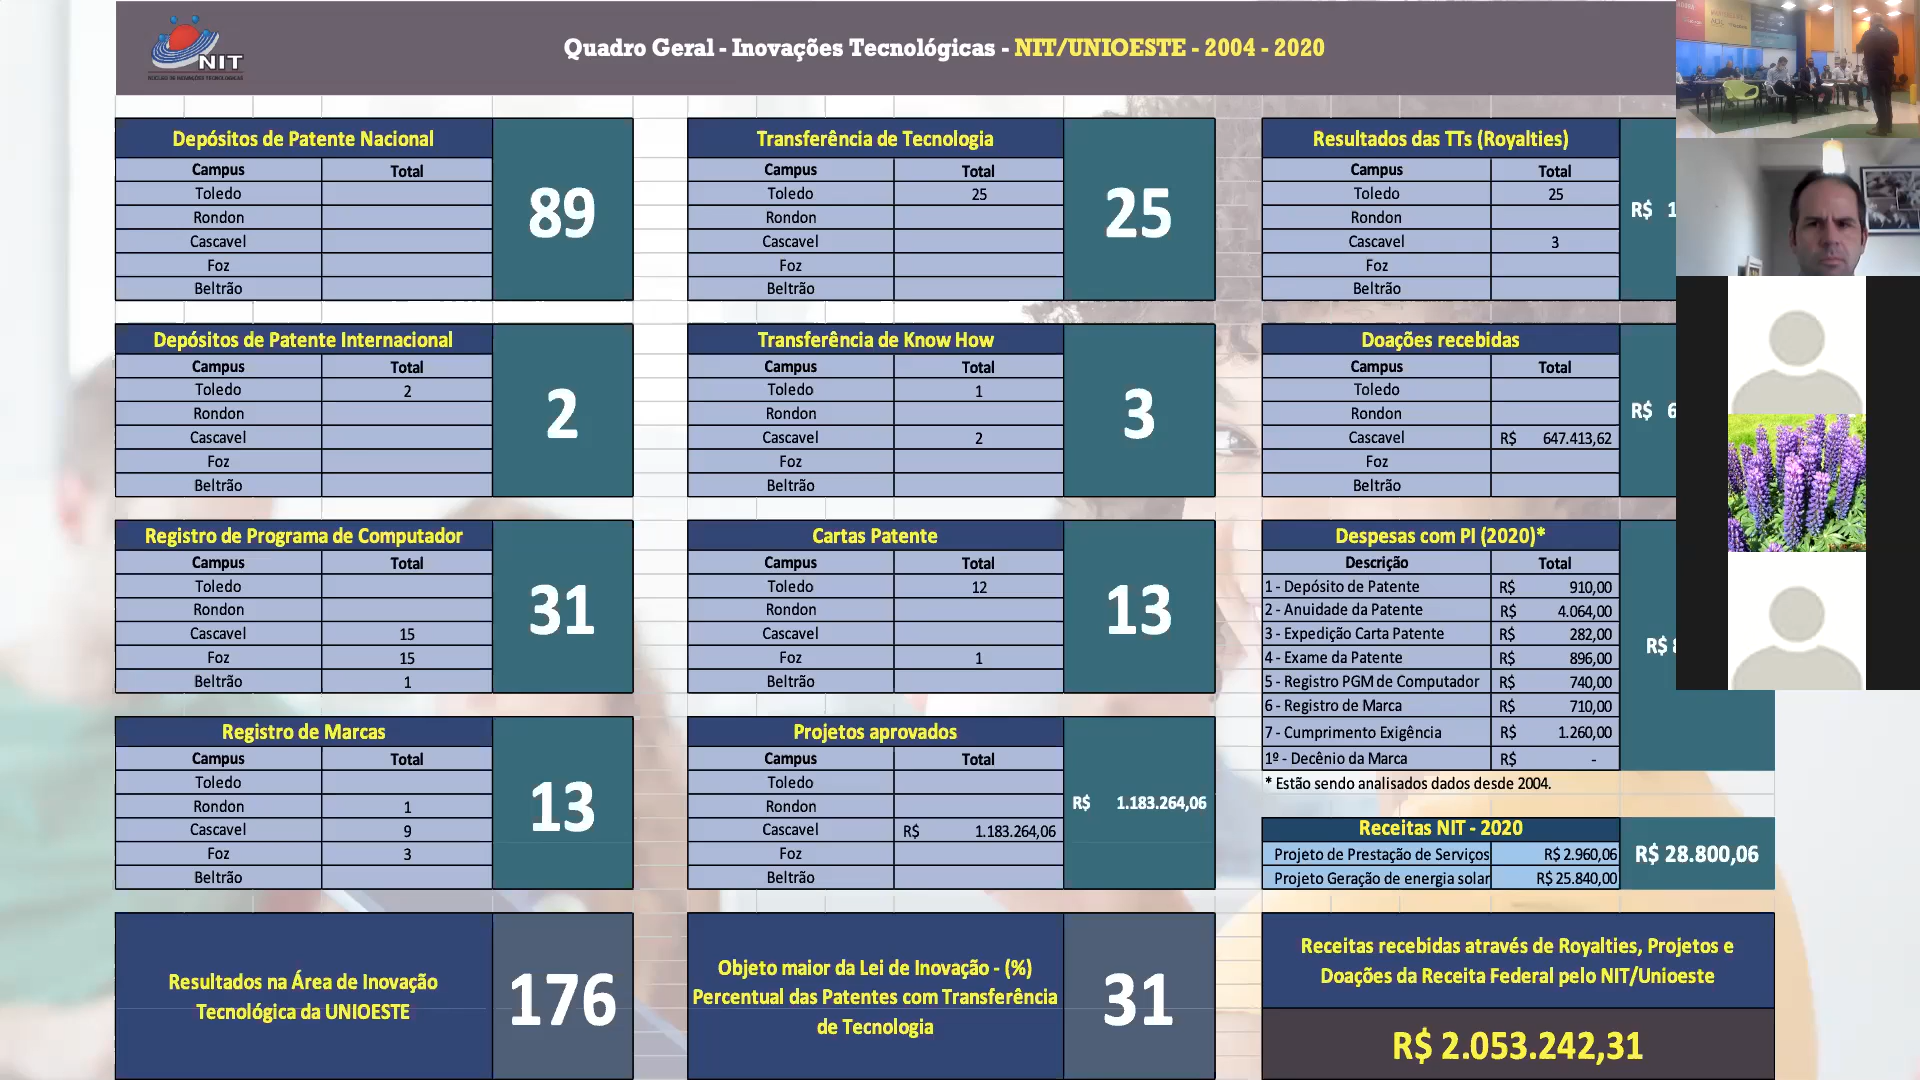 NIT
Quadro Geral - Inovações Tecnológicas - NIT/UNIOESTE - 2004 - 2020
Depósitos de Patente Nacional
Campus Total
Toledo
Rondon
Cascavel
Foz
Beltrão
89
Transferência de Tecnologia
Campus Total
Toledo 25
Rondon
Cascavel
Foz
Beltrão
25
Resultados das TTs (Royalties)
Campus Total
Toledo 25
Rondon
Cascavel 3
Foz
Beltrão
R$ 1
Depósitos de Patente Internacional
Campus Total
Toledo 2
Rondon
Cascavel
Foz
Beltrão
2
Transferência de Know How
Campus Total
Toledo 1
Rondon
Cascavel 2
Foz
Beltrão
3
Doações recebidas
Campus Total
Toledo
Rondon
Cascavel R$ 647.413,62
Foz
Beltrão
R$ 6
Registro de Programa de Computador
Campus Total
Toledo
Rondon
Cascavel 15
Foz 15
Beltrão 1
31
Cartas Patente
Campus Total
Toledo 12
Rondon
Cascavel
Foz 1
Beltrão
13
Despesas com PI (2020)*
Descrição Total
1 - Depósito de Patente R$ 910,00
2 - Anuidade da Patente R$ 4.064,00
3 - Expedição Carta Patente R$ 282,00
4 - Exame da Patente R$ 896,00
5 - Registro PGM de Computador R$ 740,00
6 - Registro de Marca R$ 710,00
7 - Cumprimento Exigência R$ 1.260,00
1º - Decênio da Marca R$ -
R$
* Estão sendo analisados dados desde 2004.
Registro de Marcas
Campus Total
Toledo
Rondon 1
Cascavel 9
Foz 3
Beltrão
13
Projetos aprovados
Campus Total
Toledo
Rondon
Cascavel R$ 1.183.264,06
Foz
Beltrão
R$ 1.183.264,06
Receitas NIT - 2020
Projeto de Prestação de Serviços R$ 2.960,06
Projeto Geração de energia solar R$ 25.840,00
R$ 28.800,06
Resultados na Área de Inovação
Tecnológica da UNIOESTE
176
Objeto maior da Lei de Inovação - (%)
Percentual das Patentes com Transferência
de Tecnologia
31
Receitas recebidas através de Royalties, Projetos e
Doações da Receita Federal pelo NIT/Unioeste
R$ 2.053.242,31